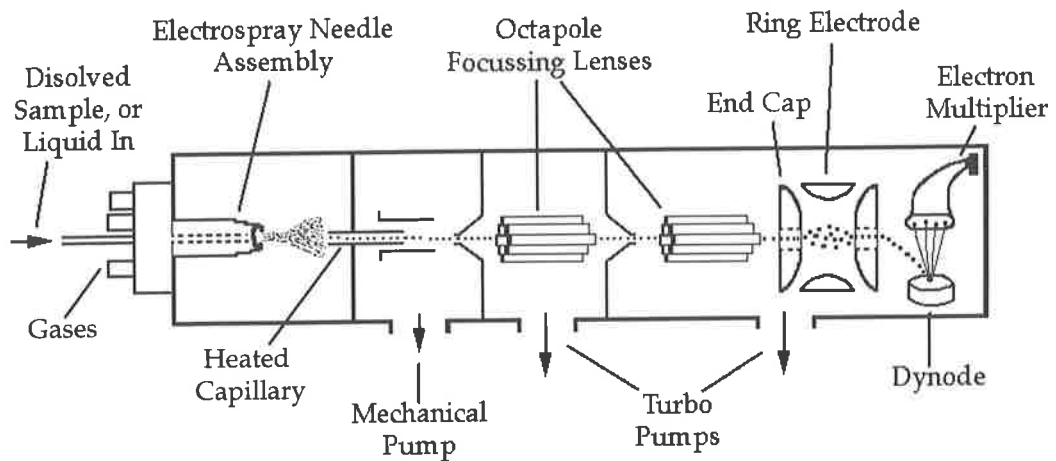 Electrospray Needle
Assembly
Octapole
Focussing Lenses
Ring Electrode
Disolved
Sample, or
Liquid In
End Cap
Electron
Multiplier
Gases
Heated
Capillary
Mechanical
Pump
Turbo
Pumps
Dynode